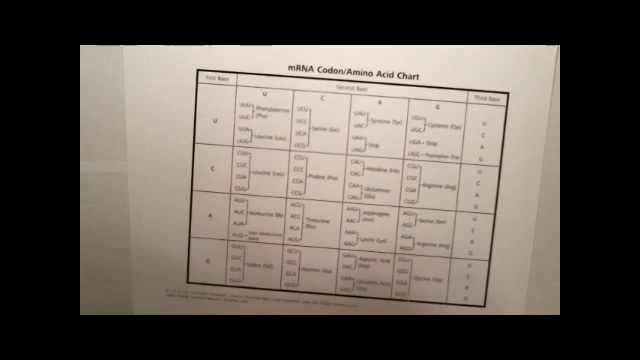 mRNA Codon/Amino Acid Chart
First Base
Second Base
Third Base
U
C
A
G
U
UUU
UUC
Phenylalanine
(Phe)
UUA
UUG
Leucine (Leu)
UCU
UCC
UCA
UCG
Serine (Ser)
UAU
UAC
Tyrosine (Tyr)
UAA
UAG
Stop
UGU
UGC
Cysteine (Cys)
UGA – Stop
UGG – Tryptophan (Trp)
U
C
A
G
C
CUU
CUC
CUA
CUG
Leucine (Leu)
CCU
CCC
CCA
CCG
Proline (Pro)
CAU
CAC
Histidine (His)
CAA
CAG
CGU
CGC
CGA
CGG
Arginine (Arg)
U
C
A
G
A
AUU
AUC
AUA
Isoleucine (Ile)
AUG
ACU
ACC
ACA
ACG
Threonine
(Thr)
AAU
AAC
Asparagine
(Asn)
AAA
AAG
Lysine (Lys)
AGU
AGC
Serine (Ser)
AGA
AGG
Arginine (Arg)
U
C
A
G
G
GUU
GUC
GUA
GUG
Valine (Val)
GCU
GCC
GCA
GCG
Alanine (Ala)
GAU
GAC
Aspartic Acid
(Asp)
GAA
GAG
Glutamic Acid
GGU
GGC
GGA
GGG
Glycine (Gly)
U
C
A
G